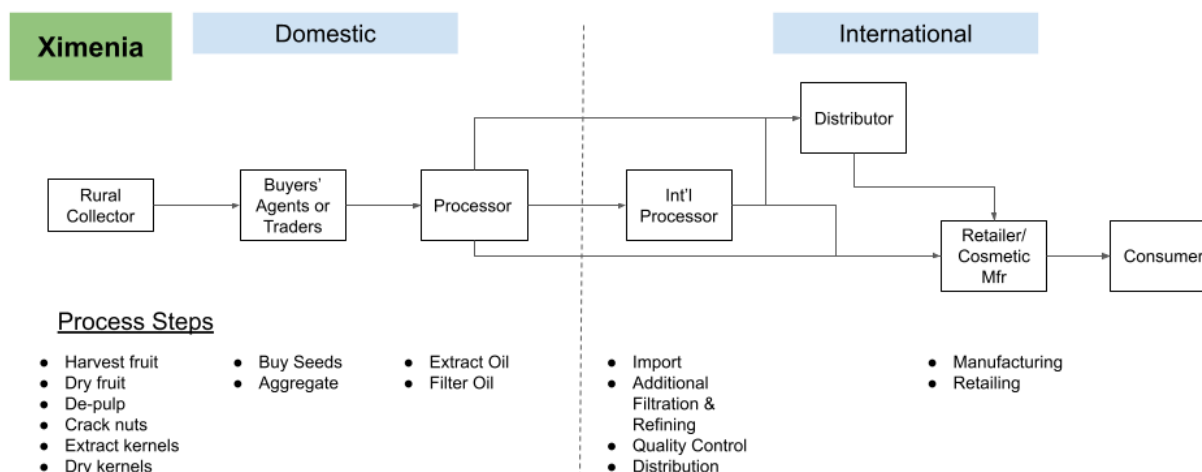 Ximenia
Domestic
International
Distributor
Rural
Collector
Buyers'
Agents or
Traders
Processor
Int'l
Processor
Retailer/
Cosmetic
Mfr
Consumer
Process Steps
● Harvest fruit
● Dry fruit
● De-pulp
● Crack nuts
● Extract kernels
● Dry kernels
● Buy Seeds
● Aggregate
● Extract Oil
● Filter Oil
● Import
● Additional
Filtration &
Refining
● Quality Control
● Distribution
● Manufacturing
● Retailing